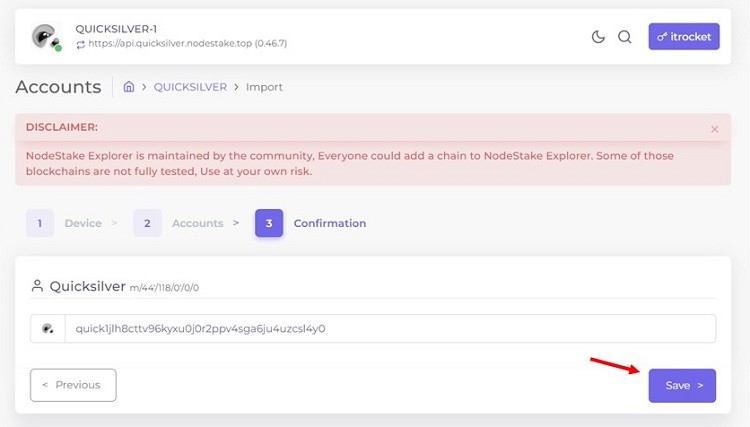 QUICKSILVER-1
https://api.quicksilver.nodestake.top (0.46.7)
itrocket
Accounts
QUICKSILVER > Import
DISCLAIMER:
NodeStake Explorer is maintained by the community, Everyone could add a chain to NodeStake Explorer. Some of those
blockchains are not fully tested, Use at your own risk.
1 Device > 2 Accounts > 3 Confirmation
Quicksilver m/44'/118/0'/0/0
quick1jlh8cttv96kyxu0j0r2ppv4sga6ju4uzcsl4y0
< Previous
Save >